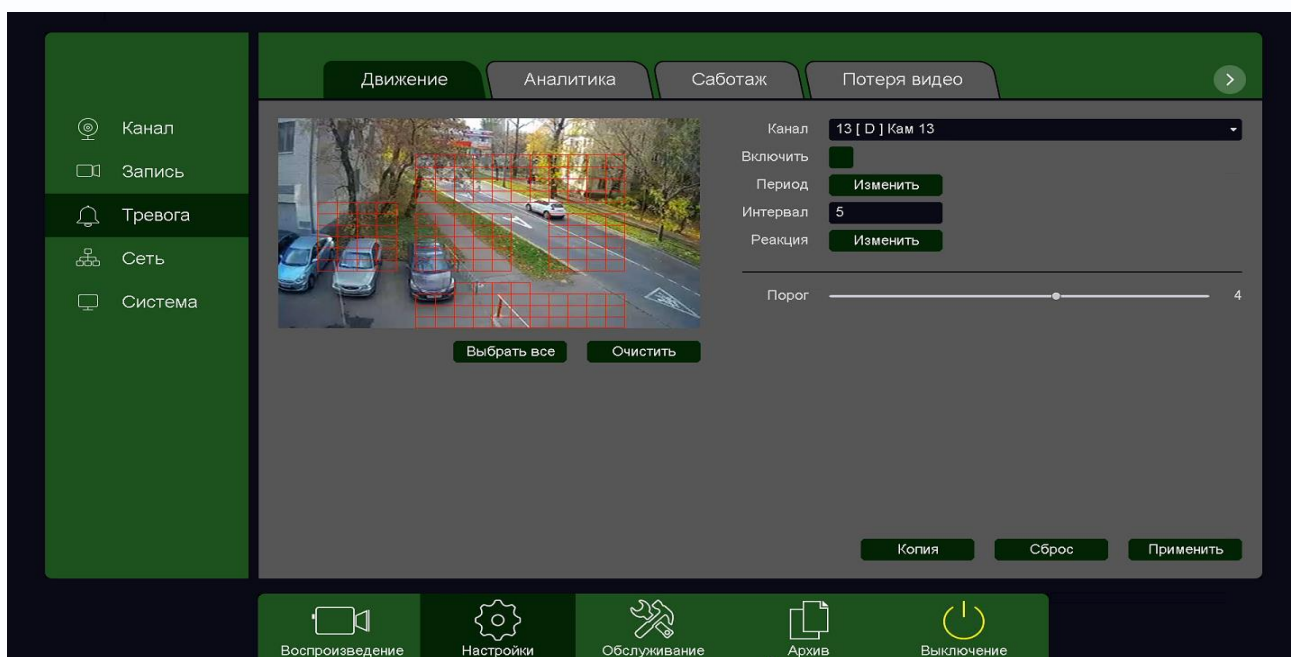 Движение
Аналитика
Саботаж
Потеря видео
Канал
Запись
Тревога
Сеть
Система
Канал 13 [ D ] Кам 13
Включить
Период Изменить
Интервал 5
Реакция Изменить
Порог 4
Выбрать все Очистить
Копия Сброс Применить
Воспроизведение Настройки Обслуживание Архив Выключение